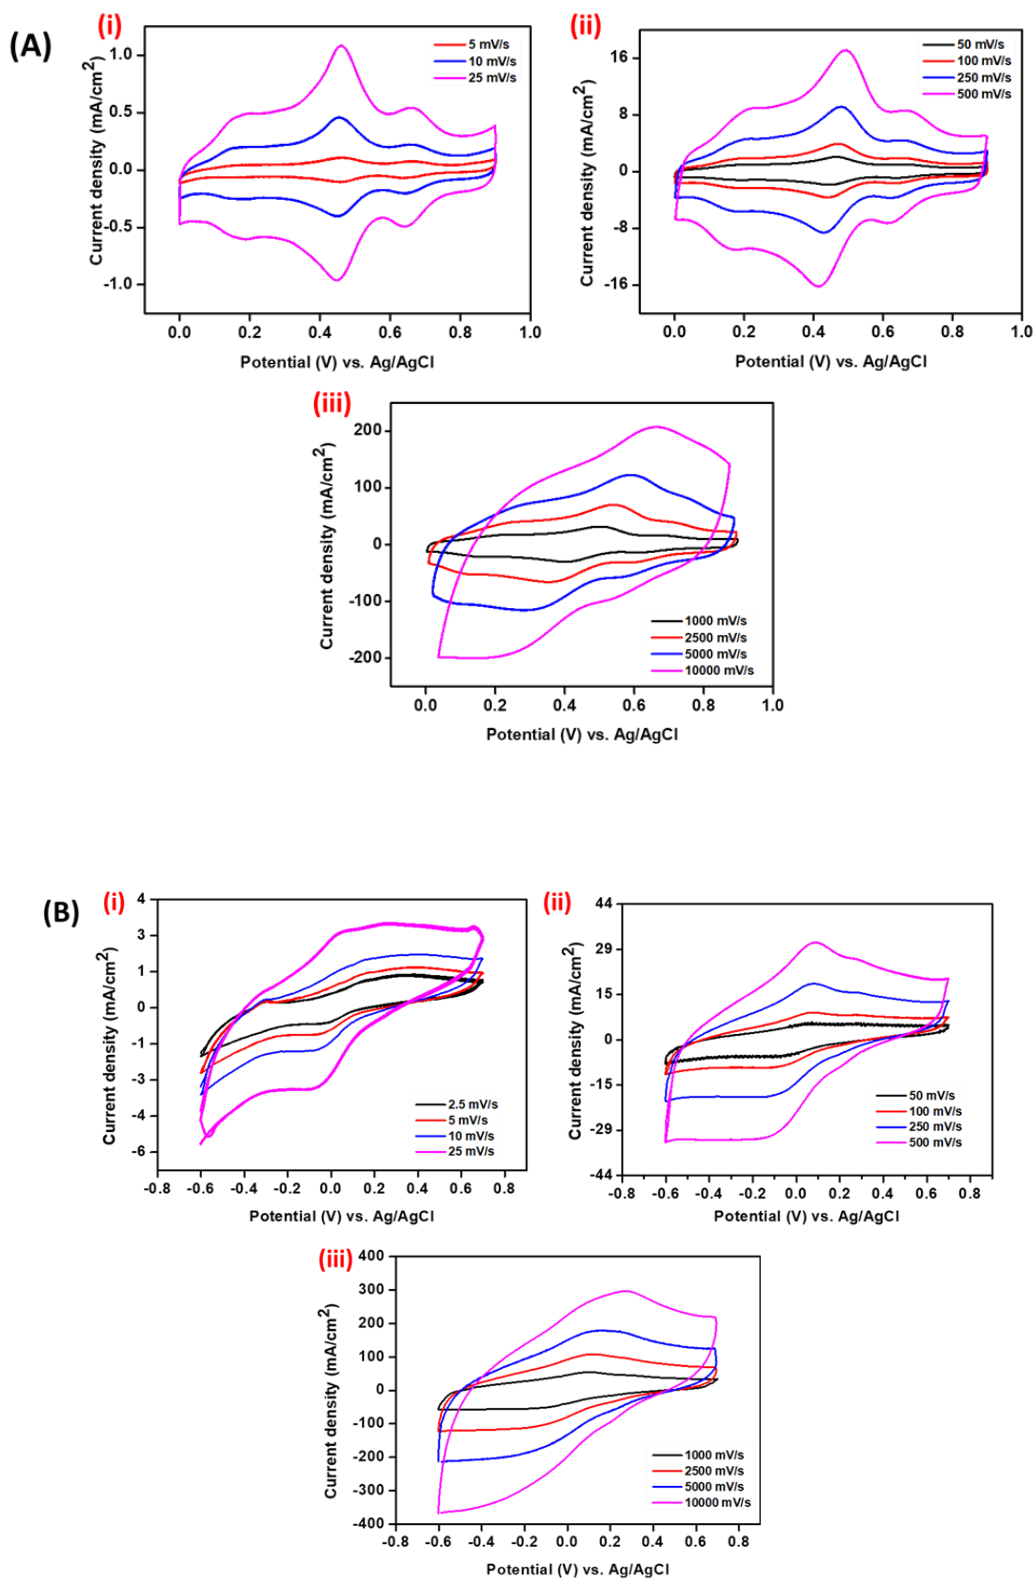 (A)
(i)
Current density (mA/cm2)
1.0
0.5
0.0
-0.5
-1.0
5 mV/s
10 mV/s
25 mV/s
0.0 0.2 0.4 0.6 0.8 1.0
Potential (V) vs. Ag/AgCl
(ii)
Current density (mA/cm2)
16
8
0
-8
-16
50 mV/s
100 mV/s
250 mV/s
500 mV/s
0.0 0.2 0.4 0.6 0.8 1.0
Potential (V) vs. Ag/AgCl
(iii)
Current density (mA/cm2)
200
100
0
-100
-200
1000 mV/s
2500 mV/s
5000 mV/s
10000 mV/s
0.0 0.2 0.4 0.6 0.8 1.0
Potential (V) vs. Ag/AgCl
(B)
(i)
Current density (mA/cm2)
4
3
1
0
-1
-3
-4
-6
2.5 mV/s
5 mV/s
10 mV/s
25 mV/s
-0.8 -0.6 -0.4 -0.2 0.0 0.2 0.4 0.6 0.8
Potential (V) vs. Ag/AgCl
(ii)
Current density (mA/cm2)
44
29
15
0
-15
-29
-44
50 mV/s
100 mV/s
250 mV/s
500 mV/s
-0.8 -0.6 -0.4 -0.2 0.0 0.2 0.4 0.6 0.8
Potential (V) vs. Ag/AgCl
(iii)
Current density (mA/cm2)
400
300
200
100
0
-100
-200
-300
-400
1000 mV/s
2500 mV/s
5000 mV/s
10000 mV/s
-0.8 -0.6 -0.4 -0.2 0.0 0.2 0.4 0.6 0.8
Potential (V) vs. Ag/AgCl